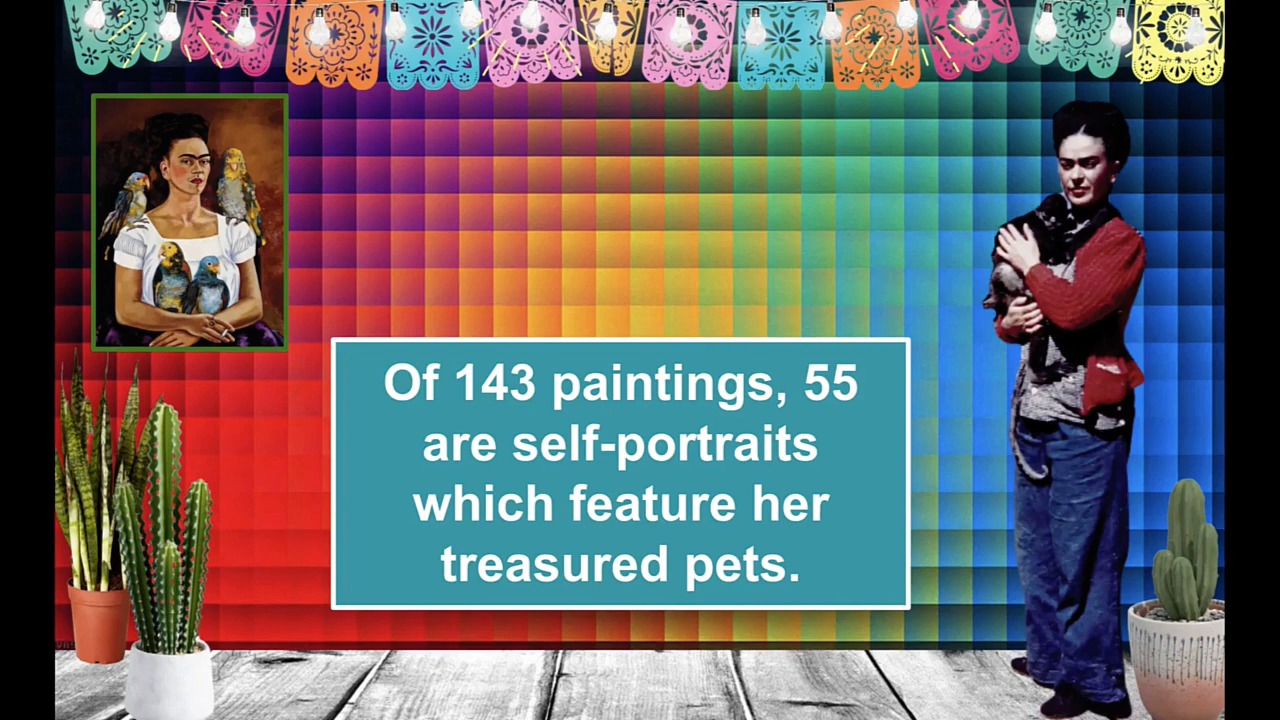 Of 143 paintings, 55
are self-portraits
which feature her
treasured pets.